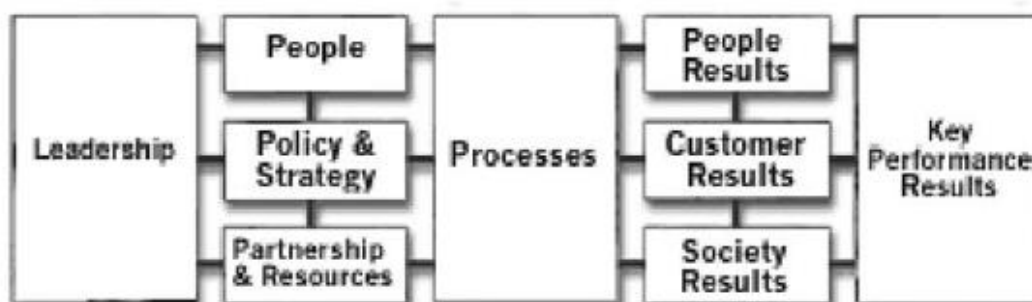 Leadership
People
Policy &
Strategy
Partnership
& Resources
Processes
People
Results
Customer
Results
Society
Results
Key
Performance
Results